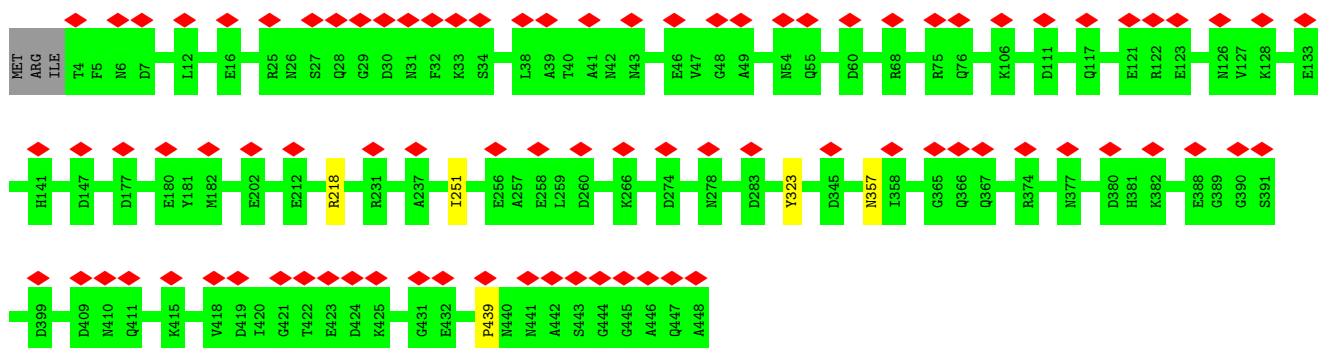 MET ARG ILE T4 F5 N6 D7 L12 E16 R25 N26 S27 Q28 G29 D30 N31 F32 K33 S34 L38 A39 T40 A41 N42 N43 E46 V47 G48 A49 N54 Q55 D60 R68 R75 Q76 K106 D111 Q117 E121 R122 E123 N126 V127 K128 E133
H141 D147 D177 E180 Y181 M182 E202 E212 R218 R231 A237 I251 E256 A257 E258 L259 D260 K266 D274 N278 D283 Y323 D345 N357 I358 G365 Q366 Q367 R374 N377 D380 H381 K382 E388 G389 G390 S391
D399 D409 N410 Q411 K415 V418 D419 I420 G421 T422 E423 D424 K425 G431 E432 P439 N440 N441 A442 S443 G444 G445 A446 Q447 A448